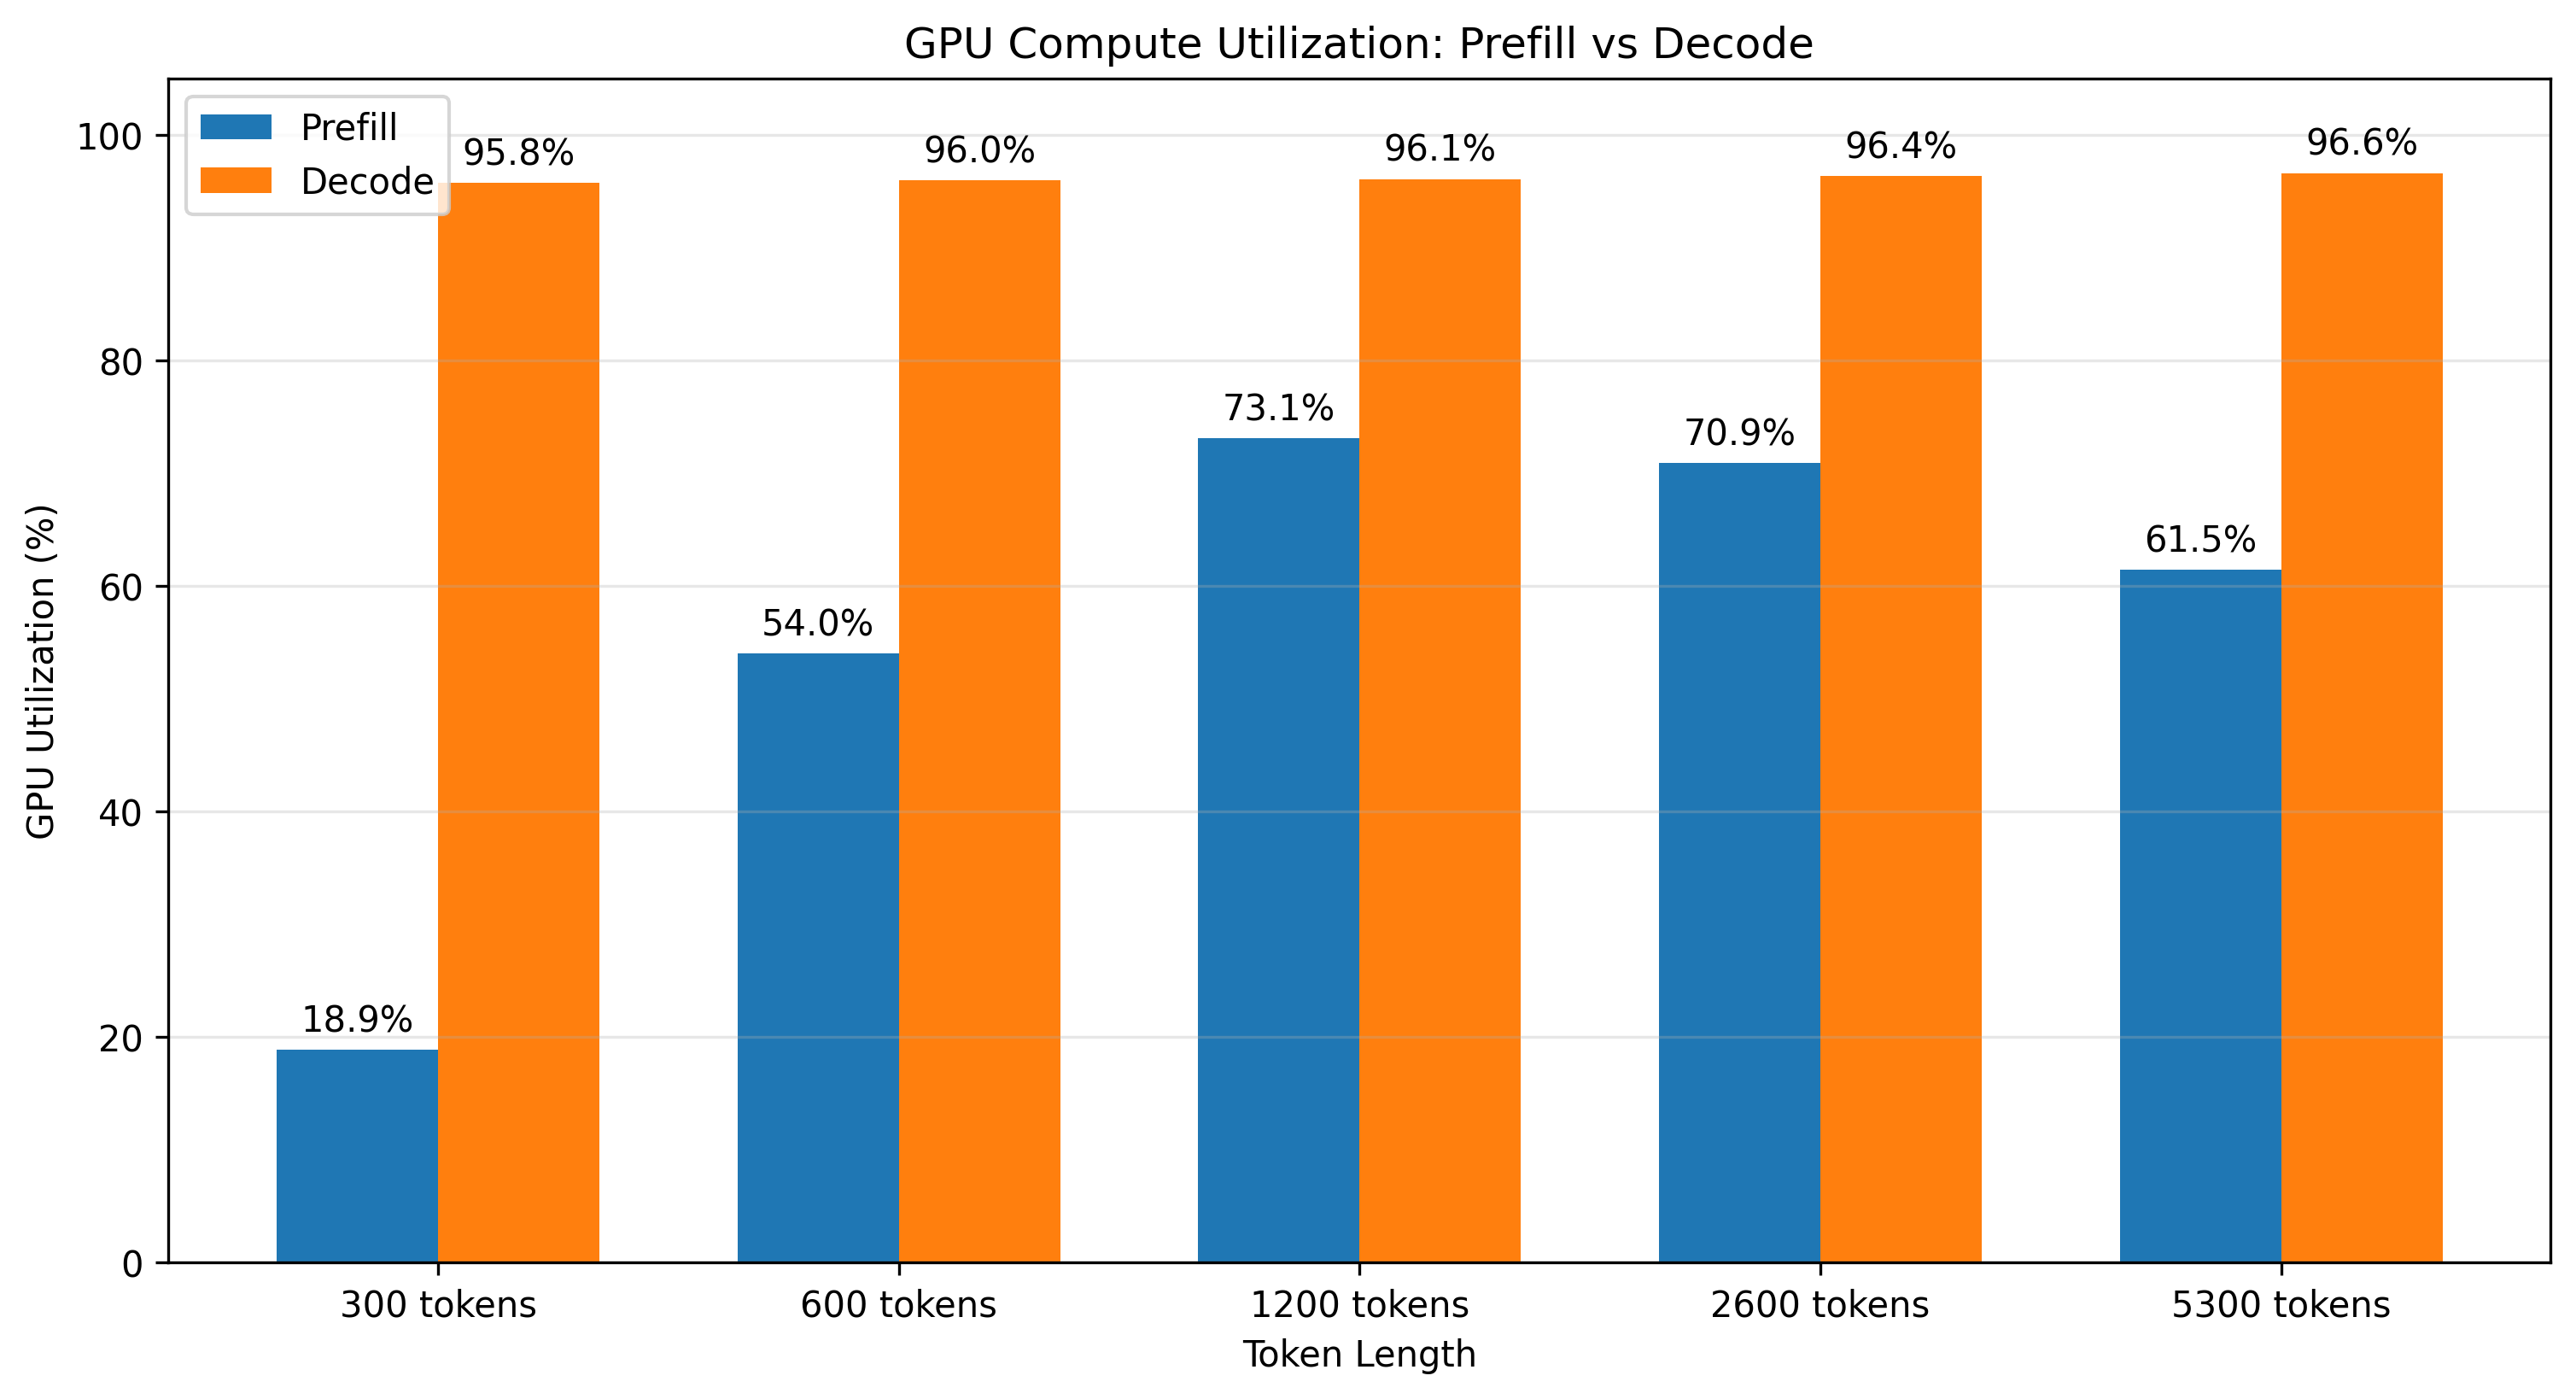 GPU Compute Utilization: Prefill vs Decode
Prefill
Decode
GPU Utilization (%)
100
80
60
40
20
0
18.9%
95.8%
54.0%
96.0%
73.1%
96.1%
70.9%
96.4%
61.5%
96.6%
300 tokens
600 tokens
1200 tokens
2600 tokens
5300 tokens
Token Length